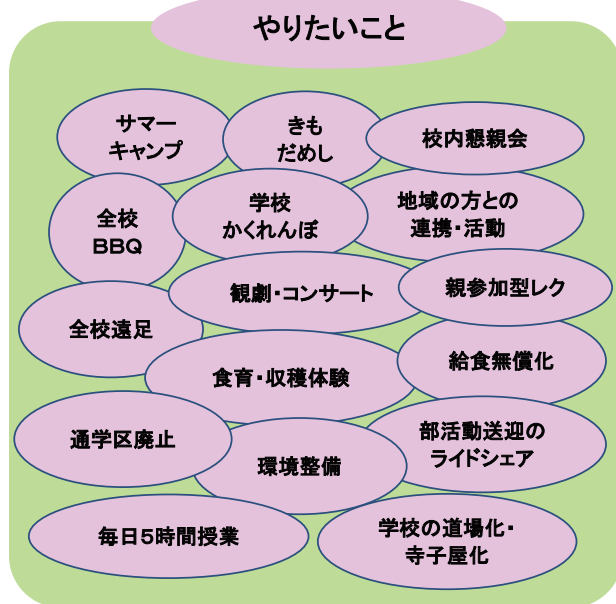 やりたいこと
サマー
キャンプ
きも
だめし
校内懇親会
全校
BBQ
学校
かくれんぼ
地域の方との
連携・活動
観劇・コンサート
親参加型レク
全校遠足
食育・収穫体験
給食無償化
通学区廃止
環境整備
部活動送迎の
ライドシェア
毎日5時間授業
学校の道場化・
寺子屋化